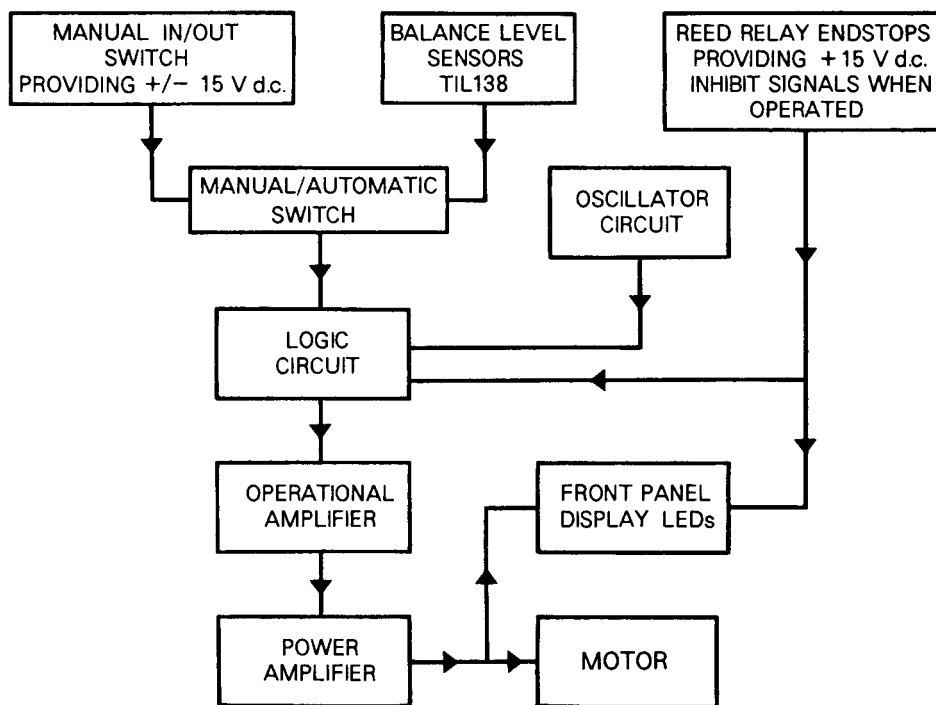 MANUAL IN/OUT
SWITCH
PROVIDING +/− 15 V d.c.
BALANCE LEVEL
SENSORS
TIL138
REED RELAY ENDSTOPS
PROVIDING +15 V d.c.
INHIBIT SIGNALS WHEN
OPERATED
MANUAL/AUTOMATIC
SWITCH
OSCILLATOR
CIRCUIT
LOGIC
CIRCUIT
OPERATIONAL
AMPLIFIER
FRONT PANEL
DISPLAY LEDs
POWER
AMPLIFIER
MOTOR